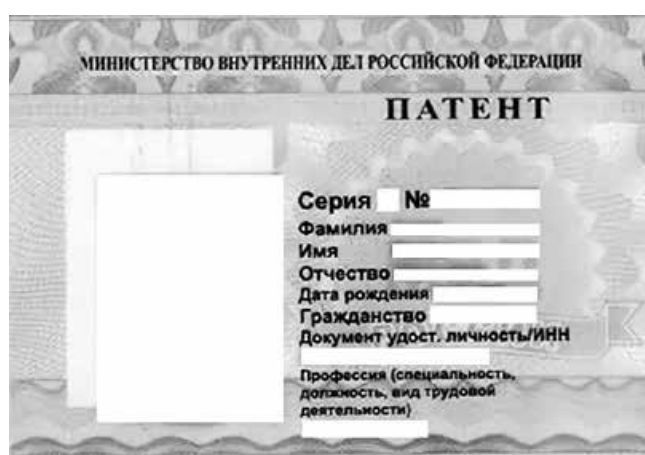 МИНИСТЕРСТВО ВНУТРЕННИХ ДЕЛ РОССИЙСКОЙ ФЕДЕРАЦИИ
ПАТЕНТ
Серия №
Фамилия
Имя
Отчество
Дата рождения
Гражданство
Документ удост. личность/ИНН
Профессия (специальность,
должность, вид трудовой
деятельности)